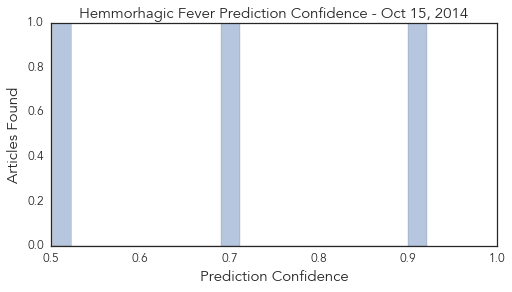 Hemmorhagic Fever Prediction Confidence - Oct 15, 2014
1.0
0.8
0.6
0.4
0.2
0.0
Articles Found
0.5 0.6 0.7 0.8 0.9 1.0
Prediction Confidence